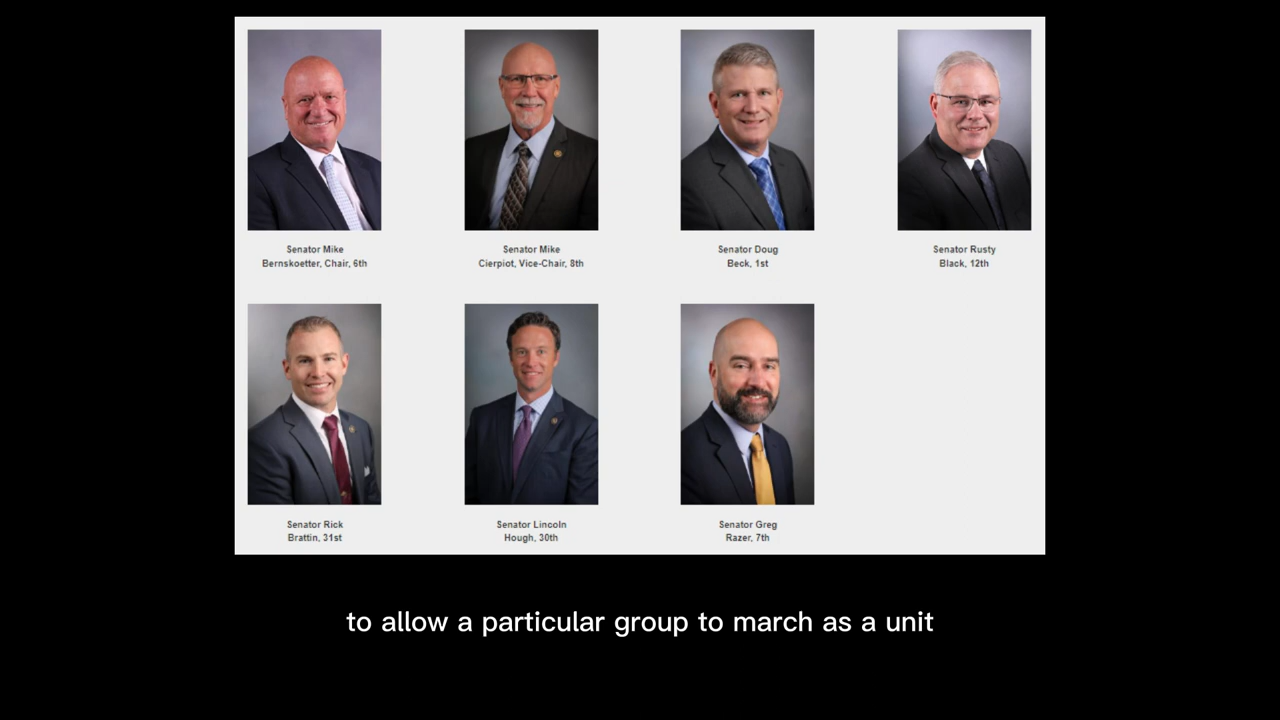 Senator Mike
Bernskoetter, Chair, 6th
Senator Mike
Cierpiot, Vice-Chair, 8th
Senator Doug
Beck, 1st
Senator Rusty
Black, 12th
Senator Rick
Brattin, 31st
Senator Lincoln
Hough, 30th
Senator Greg
Razer, 7th
to allow a particular group to march as a unit